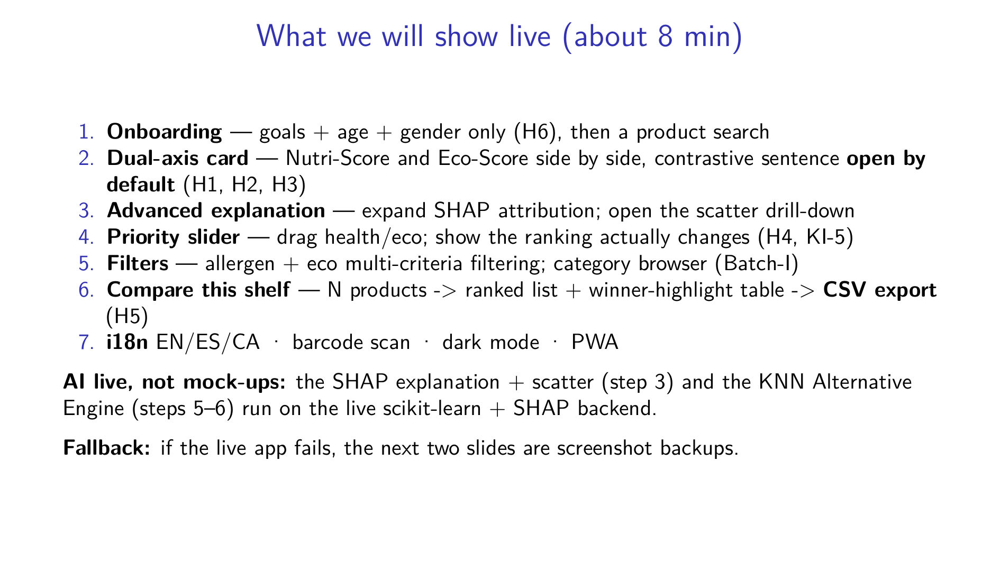 What we will show live (about 8 min)
1. Onboarding — goals + age + gender only (H6), then a product search
2. Dual-axis card — Nutri-Score and Eco-Score side by side, contrastive sentence open by
default (H1, H2, H3)
3. Advanced explanation — expand SHAP attribution; open the scatter drill-down
4. Priority slider — drag health/eco; show the ranking actually changes (H4, KI-5)
5. Filters — allergen + eco multi-criteria filtering; category browser (Batch-I)
6. Compare this shelf — N products -> ranked list + winner-highlight table -> CSV export
(H5)
7. i18n EN/ES/CA · barcode scan · dark mode · PWA
AI live, not mock-ups: the SHAP explanation + scatter (step 3) and the KNN Alternative
Engine (steps 5–6) run on the live scikit-learn + SHAP backend.
Fallback: if the live app fails, the next two slides are screenshot backups.